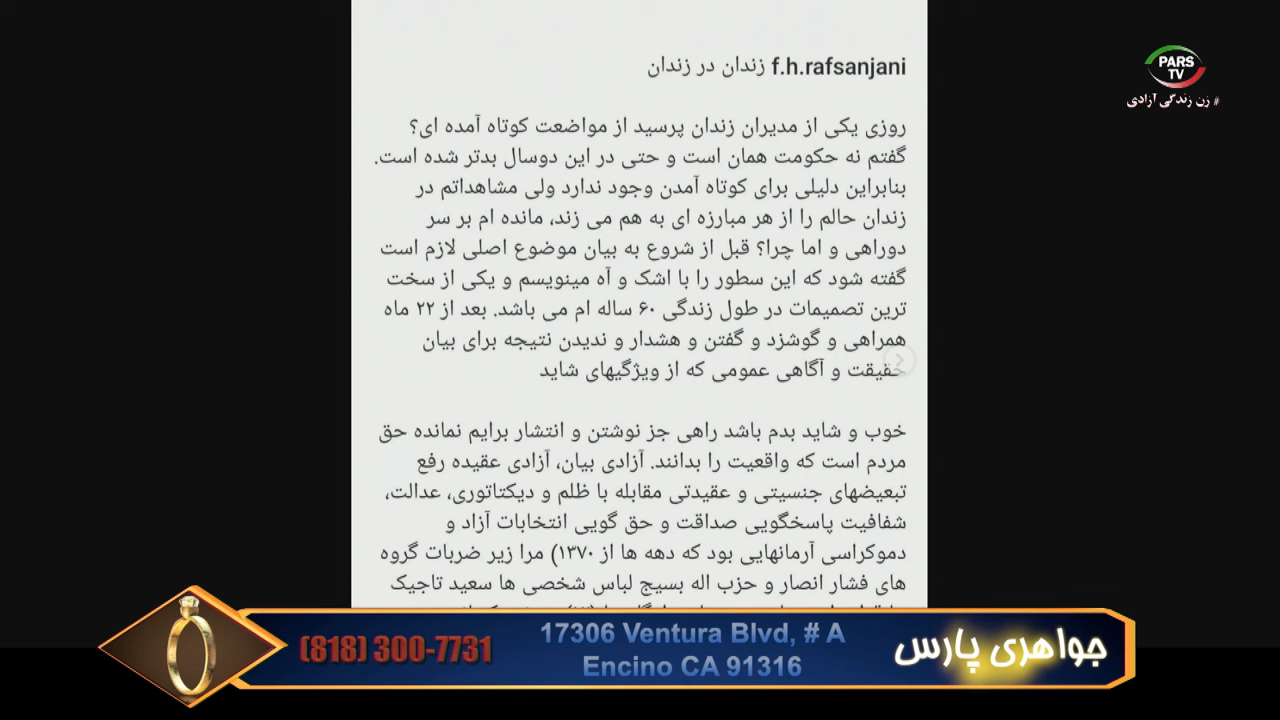 f.h.rafsanjani زندان در زندان
روزی یکی از مدیران زندان پرسید از مواضعت کوتاه آمده ای؟
گفتم نه حکومت همان است و حتی در این دوسال بدتر شده است.
بنابراین دلیلی برای کوتاه آمدن وجود ندارد ولی مشاهداتم در
زندان حالم را از هر مبارزه ای به هم می زند، مانده ام بر سر
دوراهی و اما چرا؟ قبل از شروع به بیان موضوع اصلی لازم است
گفته شود که این سطور را با اشک و آه مینویسم و یکی از سخت
ترین تصمیمات در طول زندگی ۶۰ ساله ام می باشد. بعد از ۲۲ ماه
همراهی و گوشزد و گفتن و هشدار و ندیدن نتیجه برای بیان
حقیقت و آگاهی عمومی که از ویژگیهای شاید
خوب و شاید بدم باشد راهی جز نوشتن و انتشار برایم نمانده حق
مردم است که واقعیت را بدانند. آزادی بیان، آزادی عقیده رفع
تبعیضهای جنسیتی و عقیدتی مقابله با ظلم و دیکتاتوری، عدالت،
شفافیت پاسخگویی صداقت و حق گویی انتخابات آزاد و
دموکراسی آرمانهایی بود که دهه ها از ۱۳۷۰) مرا زیر ضربات گروه
های فشار انصار و حزب اله بسیج لباس شخصی ها سعید تاجیک
PARS
TV
# زن زندگی آزادی
جواهری پارس
17306 Ventura Blvd, # A
Encino CA 91316
(818) 300-7731